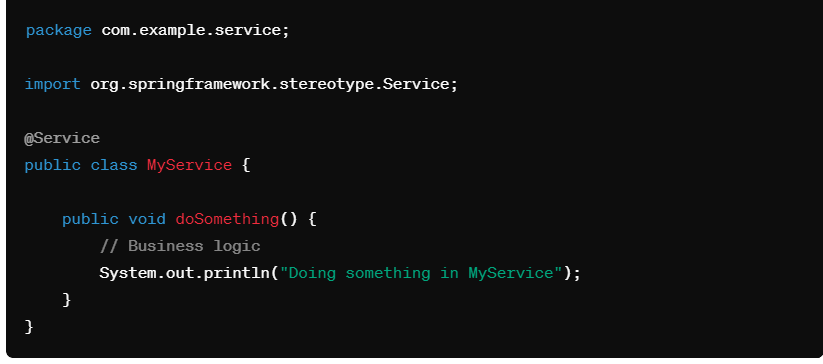 package com.example.service;
import org.springframework.stereotype.Service;
@Service
public class MyService {
    public void doSomething() {
        // Business logic
        System.out.println("Doing something in MyService");
    }
}